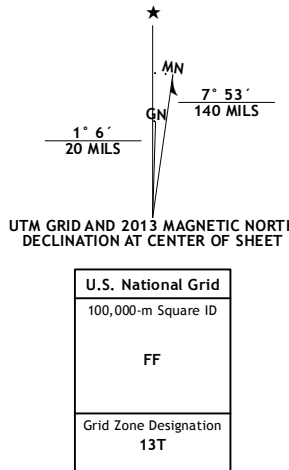 ★
MN
7° 53´
140 MILS
GN
1° 6´
20 MILS
UTM GRID AND 2013 MAGNETIC NORTH
DECLINATION AT CENTER OF SHEET
U.S. National Grid
100,000-m Square ID
FF
Grid Zone Designation
13T